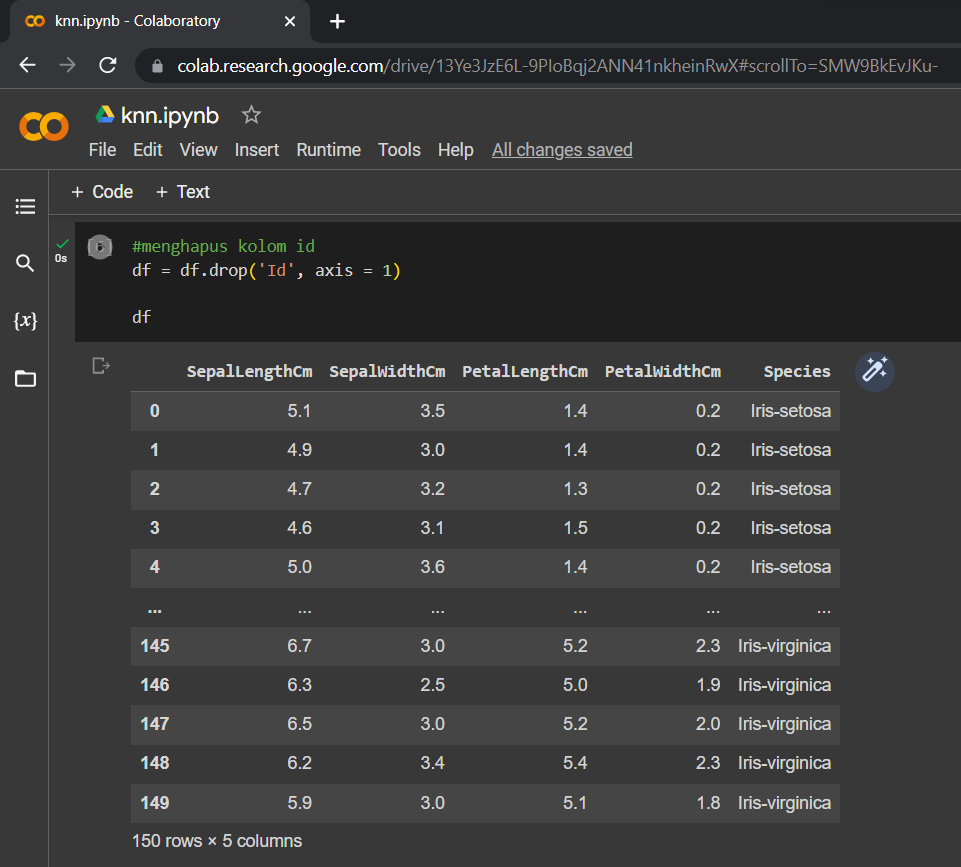 knn.ipynb - Colaboratory
colab.research.google.com/drive/13Ye3JzE6L-9PIoBqj2ANN41nkheinRwX#scrollTo=SMW9BkEvJKu-
knn.ipynb
File Edit View Insert Runtime Tools Help All changes saved
+ Code + Text
0s
#menghapus kolom id
df = df.drop('Id', axis = 1)
df
{x}
SepalLengthCm SepalWidthCm PetalLengthCm PetalWidthCm Species
0 5.1 3.5 1.4 0.2 Iris-setosa
1 4.9 3.0 1.4 0.2 Iris-setosa
2 4.7 3.2 1.3 0.2 Iris-setosa
3 4.6 3.1 1.5 0.2 Iris-setosa
4 5.0 3.6 1.4 0.2 Iris-setosa
... ... ... ... ... ...
145 6.7 3.0 5.2 2.3 Iris-virginica
146 6.3 2.5 5.0 1.9 Iris-virginica
147 6.5 3.0 5.2 2.0 Iris-virginica
148 6.2 3.4 5.4 2.3 Iris-virginica
149 5.9 3.0 5.1 1.8 Iris-virginica
150 rows × 5 columns